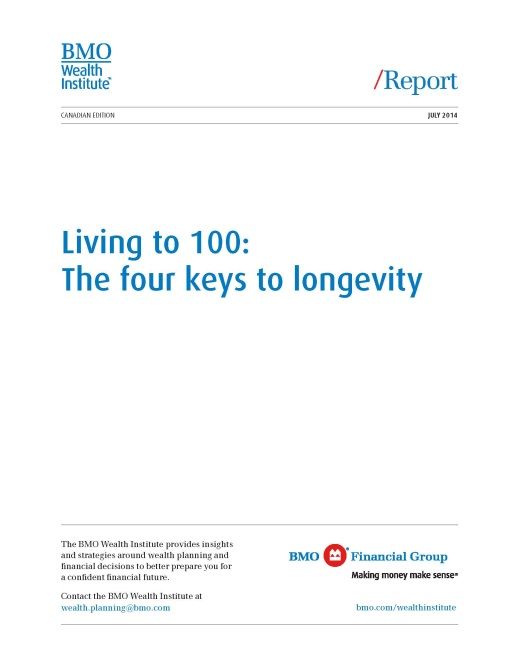 BMO
Wealth
Institute™
/Report
CANADIAN EDITION
JULY 2014
Living to 100:
The four keys to longevity
The BMO Wealth Institute provides insights
and strategies around wealth planning and
financial decisions to better prepare you for
a confident financial future.
Contact the BMO Wealth Institute at
wealth.planning@bmo.com
BMO Financial Group
Making money make sense®
bmo.com/wealthinstitute